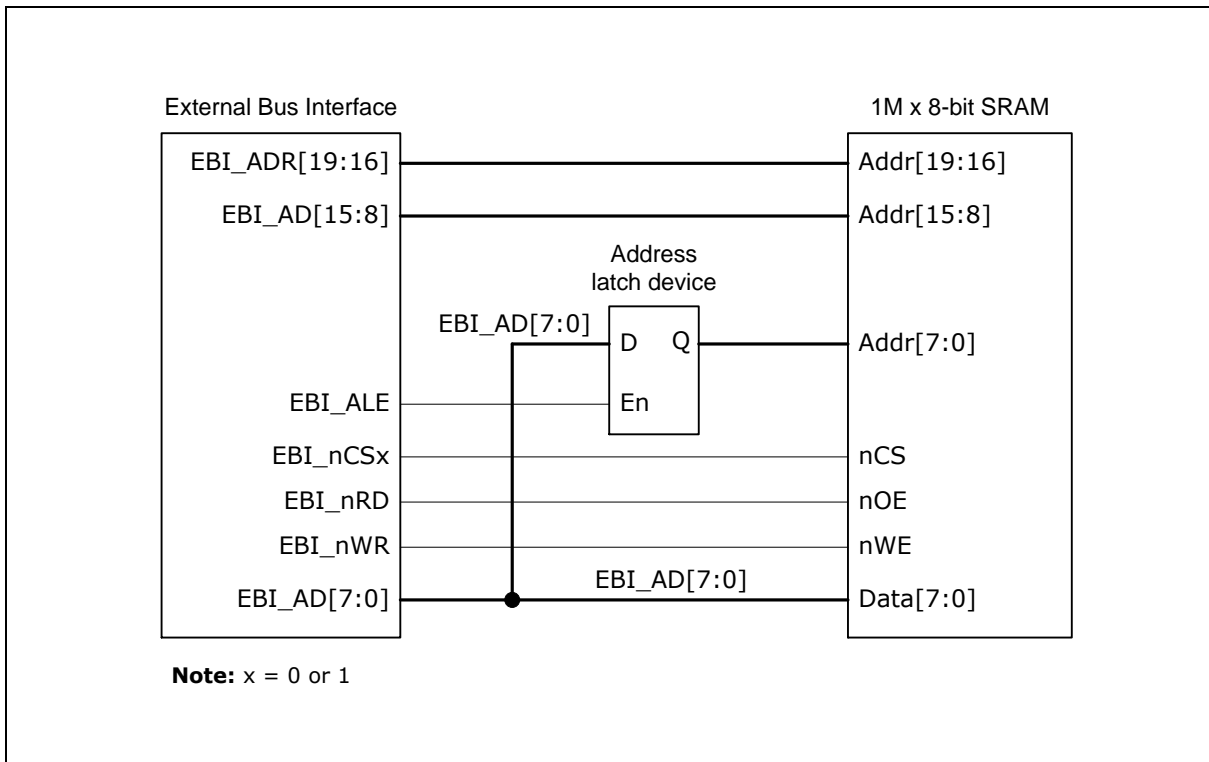 External Bus Interface
1M x 8-bit SRAM
EBI_ADR[19:16]
Addr[19:16]
EBI_AD[15:8]
Addr[15:8]
Address
latch device
EBI_AD[7:0]
D
Q
Addr[7:0]
EBI_ALE
En
EBI_nCSx
nCS
EBI_nRD
nOE
EBI_nWR
nWE
EBI_AD[7:0]
EBI_AD[7:0]
Data[7:0]
Note: x = 0 or 1